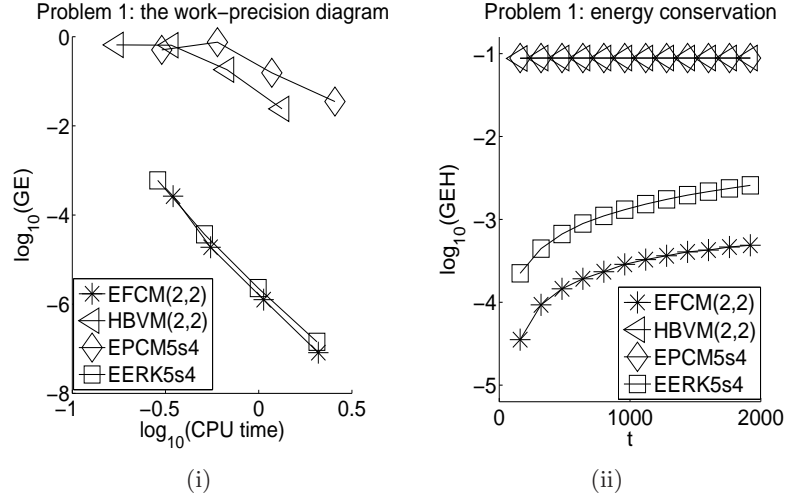 Problem 1: the work−precision diagram
log10(GE)
0
−2
−4
−6
−8
−1
−0.5
0
0.5
log10(CPU time)
EFCM(2,2)
HBVM(2,2)
EPCM5s4
EERK5s4
(i)
Problem 1: energy conservation
log10(GEH)
−1
−2
−3
−4
−5
0
1000
2000
t
EFCM(2,2)
HBVM(2,2)
EPCM5s4
EERK5s4
(ii)